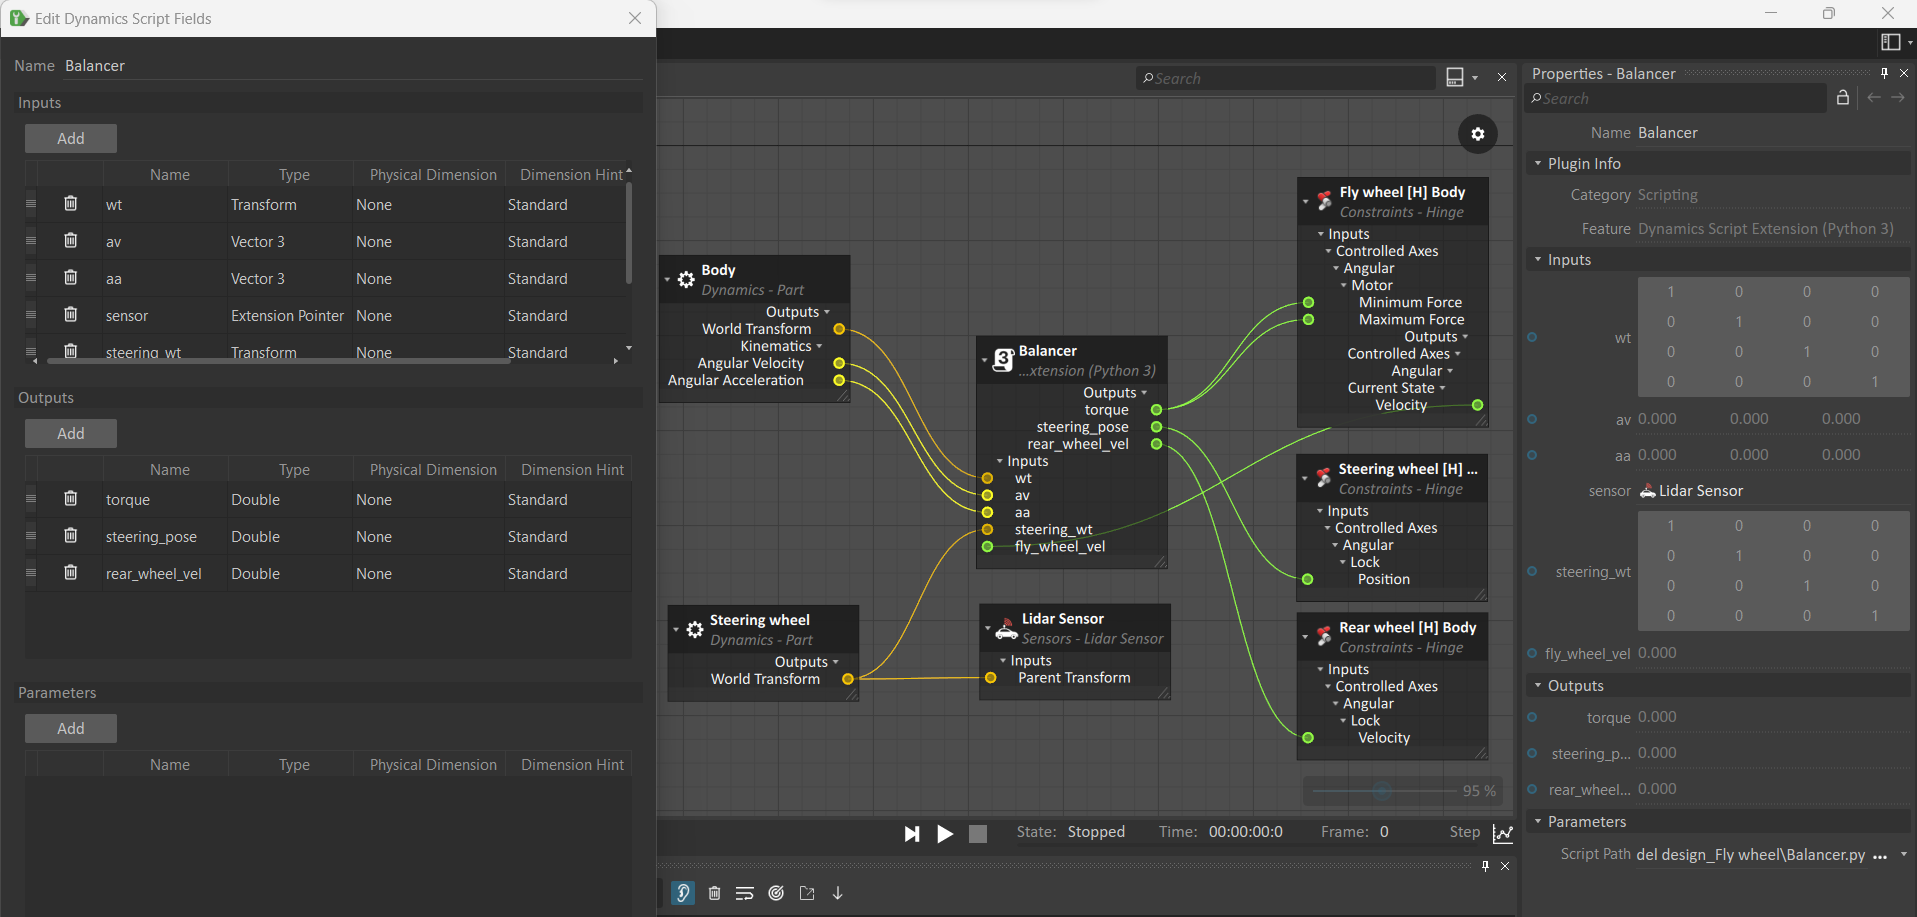 Edit Dynamics Script Fields
Name Balancer
Inputs
Add
Name Type Physical Dimension Dimension Hint
wt Transform None Standard
av Vector 3 None Standard
aa Vector 3 None Standard
sensor Extension Pointer None Standard
steering_wt Transform None Standard
Outputs
Add
Name Type Physical Dimension Dimension Hint
torque Double None Standard
steering_pose Double None Standard
rear_wheel_vel Double None Standard
Parameters
Add
Name Type Physical Dimension Dimension Hint
Search
Body
Dynamics - Part
Outputs
World Transform
Kinematics
Angular Velocity
Angular Acceleration
Steering wheel
Dynamics - Part
Outputs
World Transform
3
Balancer
...xtension (Python 3)
Outputs
torque
steering_pose
rear_wheel_vel
Inputs
wt
av
aa
steering_wt
fly_wheel_vel
Lidar Sensor
Sensors - Lidar Sensor
Inputs
Parent Transform
Fly wheel [H] Body
Constraints - Hinge
Inputs
Controlled Axes
Angular
Motor
Minimum Force
Maximum Force
Outputs
Controlled Axes
Angular
Current State
Velocity
Steering wheel [H] ...
Constraints - Hinge
Inputs
Controlled Axes
Angular
Lock
Position
Rear wheel [H] Body
Constraints - Hinge
Inputs
Controlled Axes
Angular
Lock
Velocity
95 %
State: Stopped Time: 00:00:00:0 Frame: 0 Step
Properties - Balancer
Search
Name Balancer
Plugin Info
Category Scripting
Feature Dynamics Script Extension (Python 3)
Inputs
1 0 0 0
0 1 0 0
wt
0 0 1 0
0 0 0 1
av 0.000 0.000 0.000
aa 0.000 0.000 0.000
sensor Lidar Sensor
1 0 0 0
0 1 0 0
steering_wt
0 0 1 0
0 0 0 1
fly_wheel_vel 0.000
Outputs
torque 0.000
steering_p... 0.000
rear_wheel... 0.000
Parameters
Script Path del design_Fly wheel\Balancer.py ...